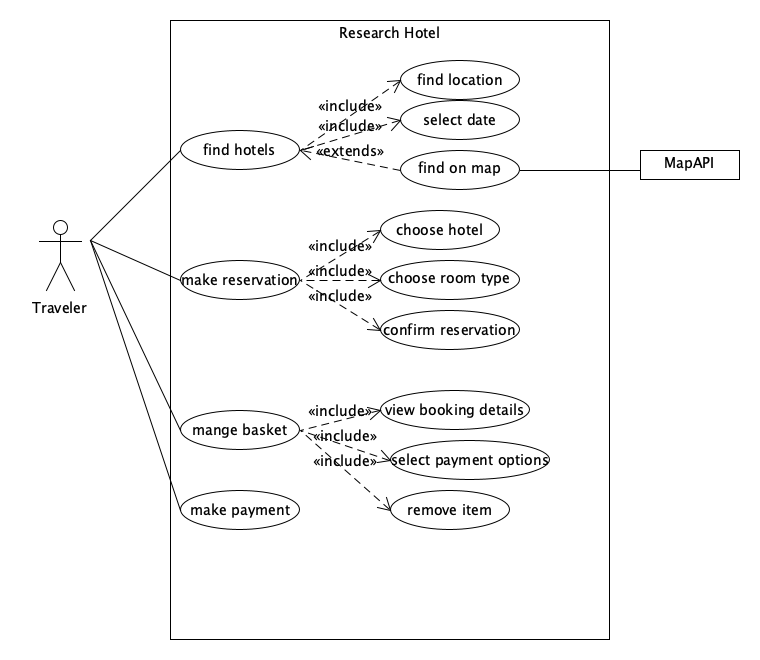 Research Hotel
find location
«include»
select date
«include»
find hotels
«extends»
find on map
MapAPI
choose hotel
«include»
make reservation
«include»
choose room type
«include»
confirm reservation
Traveler
«include»
view booking details
mange basket
«include»
select payment options
«include»
make payment
remove item